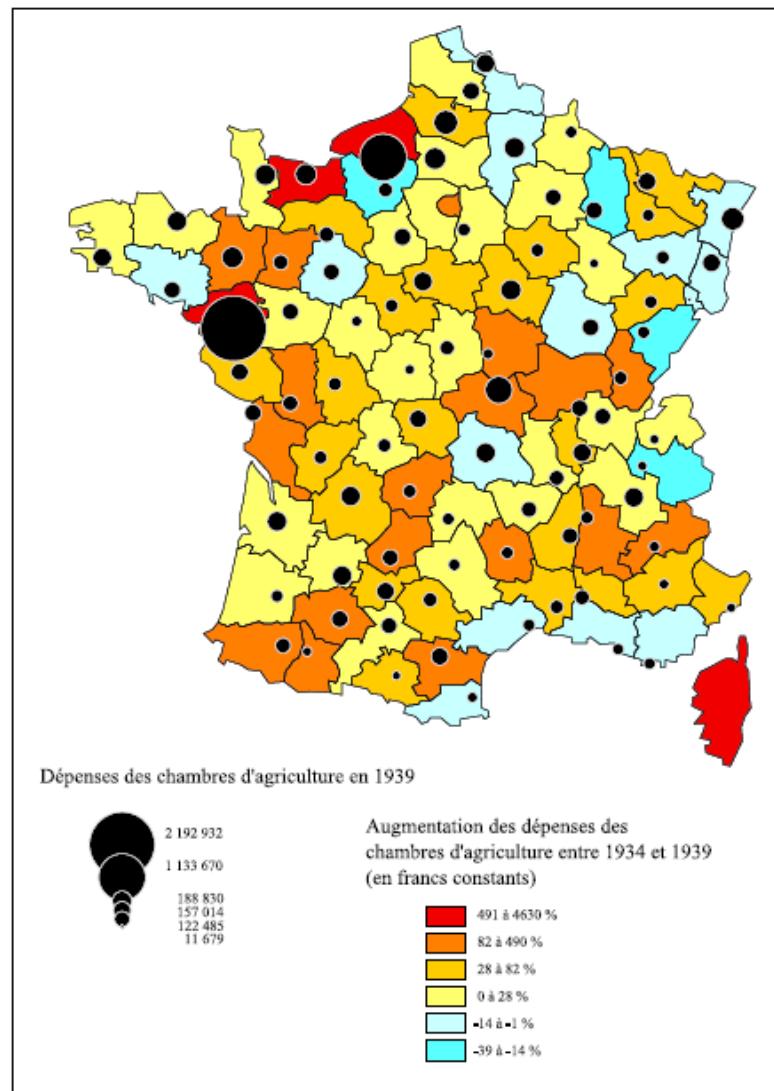 Dépenses des chambres d'agriculture en 1939
2 192 932
1 133 670
188 830
157 014
122 485
11 679
Augmentation des dépenses des
chambres d'agriculture entre 1934 et 1939
(en francs constants)
491 à 4630 %
82 à 490 %
28 à 82 %
0 à 28 %
-14 à -1 %
-39 à -14 %